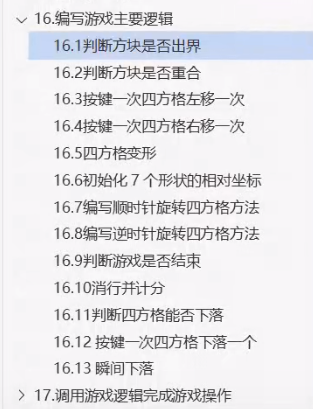 16.编写游戏主要逻辑
16.1判断方块是否出界
16.2判断方块是否重合
16.3按键一次四方格左移一次
16.4按键一次四方格右移一次
16.5四方格变形
16.6初始化 7 个形状的相对坐标
16.7编写顺时针旋转四方格方法
16.8编写逆时针旋转四方格方法
16.9判断游戏是否结束
16.10消行并计分
16.11判断四方格能否下落
16.12 按键一次四方格下落一个
16.13 瞬间下落
17.调用游戏逻辑完成游戏操作